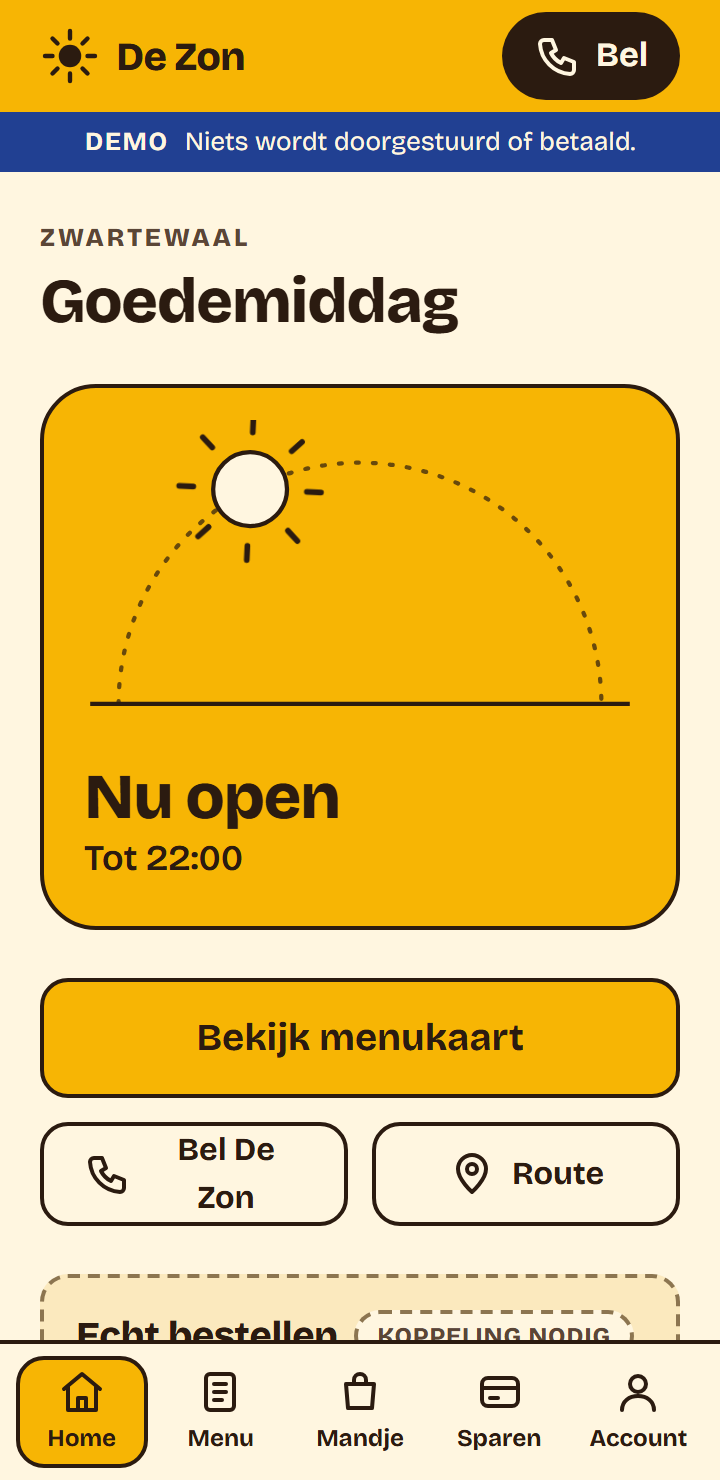 De Zon
Bel
DEMO Niets wordt doorgestuurd of betaald.
ZWARTEWAAL
Goedemiddag
Nu open
Tot 22:00
Bekijk menukaart
Bel De
Zon
Route
Echt bestellen KOPPELING NODIG
Home Menu Mandje Sparen Account